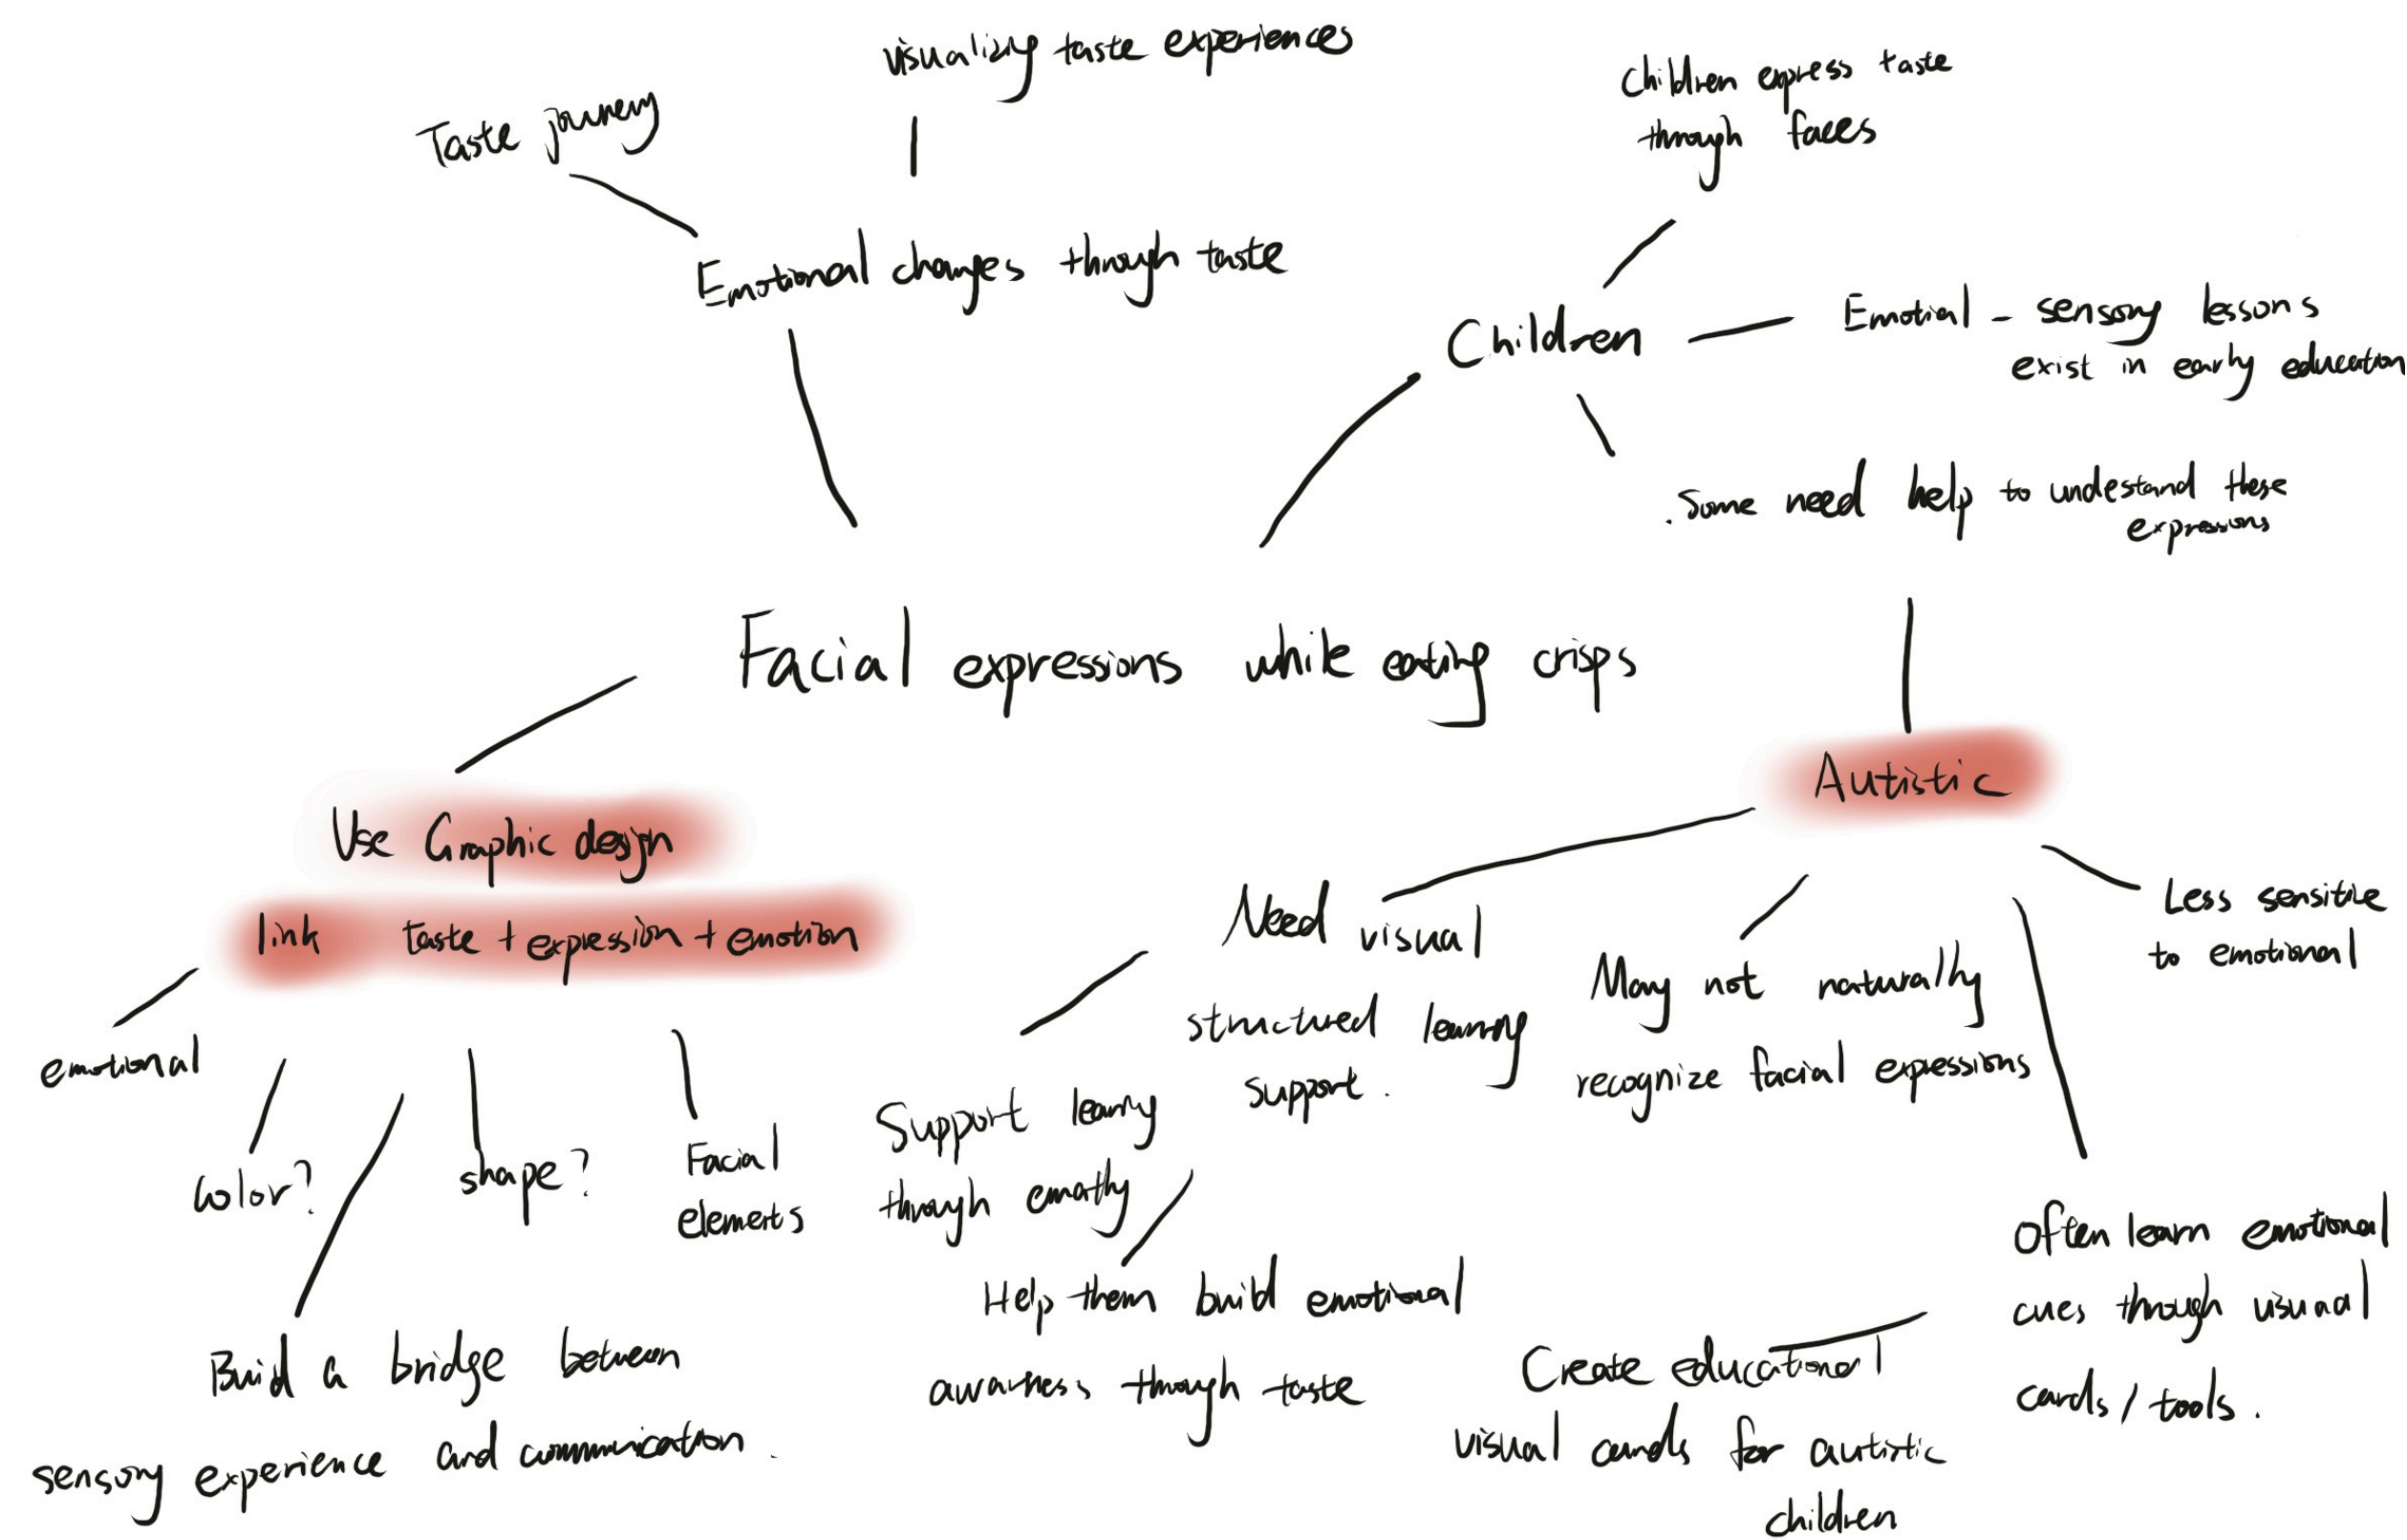 visualizing taste experiences
Taste journey
Emotional changes through taste
Children express taste
through faces
Children
Emotial - sensory lessons
exist in early education
. Some need help to undestand these
expressions
Facial expressions while eating crisps
Use Graphic design
link taste + expression + emotion
emotional
Color?
shape?
Facial
elements
Build a bridge between
sensory experience and communication.
Autistic
Need visual
structured learning
support.
Support learning
through emathy
Help them build emotional
awarness through taste
May not naturally
recognize facial expressions
Less sensitive
to emotional
Often learn emotional
cues through visual
cards / tools.
Create educational
visual cards for autistic
children